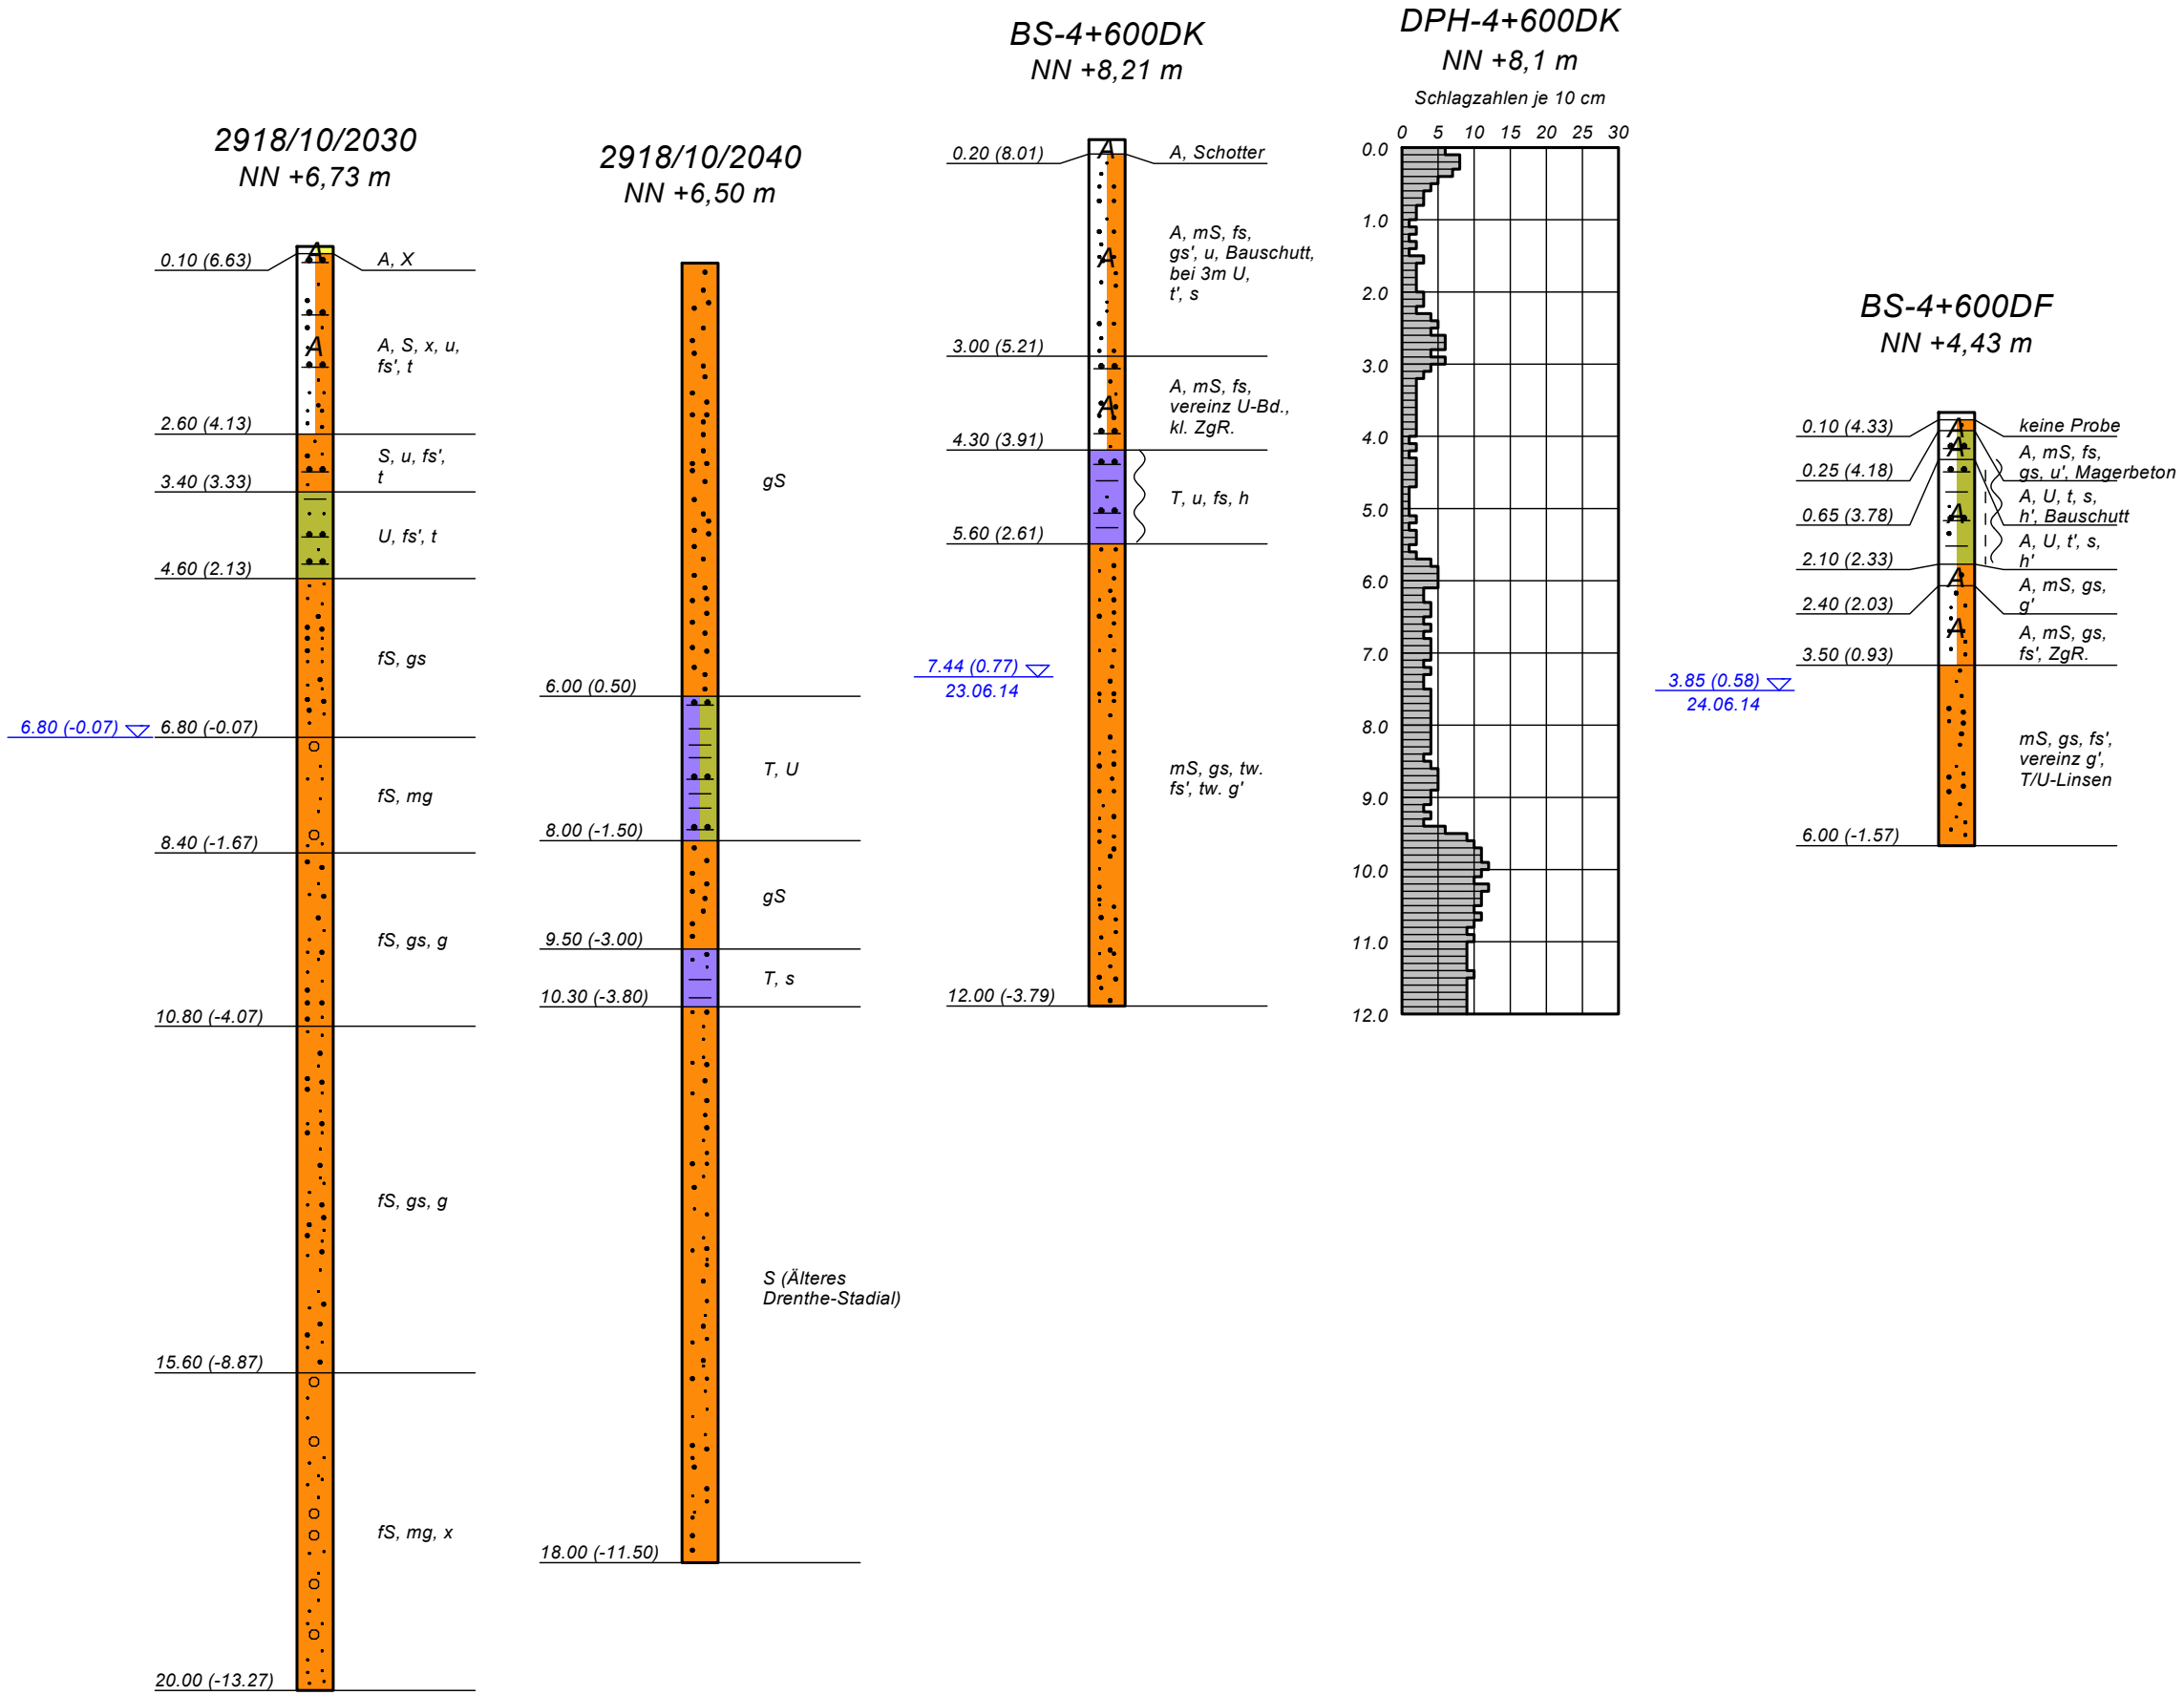 2918/10/2030
NN +6,73 m
0.10 (6.63)
A
A, X
A
A, S, x, u,
fs', t
2.60 (4.13)
S, u, fs',
t
3.40 (3.33)
U, fs', t
4.60 (2.13)
fS, gs
6.80 (-0.07)
6.80 (-0.07)
fS, mg
8.40 (-1.67)
fS, gs, g
10.80 (-4.07)
fS, gs, g
15.60 (-8.87)
fS, mg, x
20.00 (-13.27)
2918/10/2040
NN +6,50 m
gS
6.00 (0.50)
T, U
8.00 (-1.50)
gS
9.50 (-3.00)
T, s
10.30 (-3.80)
S (Älteres
Drenthe-Stadial)
18.00 (-11.50)
BS-4+600DK
NN +8,21 m
0.20 (8.01)
A
A, Schotter
A
A, mS, fs,
gs', u, Bauschutt,
bei 3m U,
t', s
3.00 (5.21)
A
A, mS, fs,
vereinz U-Bd.,
kl. ZgR.
4.30 (3.91)
T, u, fs, h
5.60 (2.61)
7.44 (0.77)
23.06.14
mS, gs, tw.
fs', tw. g'
12.00 (-3.79)
DPH-4+600DK
NN +8,1 m
Schlagzahlen je 10 cm
0 5 10 15 20 25 30
0.0
1.0
2.0
3.0
4.0
5.0
6.0
7.0
8.0
9.0
10.0
11.0
12.0
BS-4+600DF
NN +4,43 m
0.10 (4.33)
keine Probe
A
A, mS, fs,
gs, u', Magerbeton
0.25 (4.18)
A
A, U, t, s,
h', Bauschutt
0.65 (3.78)
A
A, U, t', s,
h'
2.10 (2.33)
A
A, mS, gs,
g'
2.40 (2.03)
A
A, mS, gs,
fs', ZgR.
3.50 (0.93)
3.85 (0.58)
24.06.14
mS, gs, fs',
vereinz g',
T/U-Linsen
6.00 (-1.57)